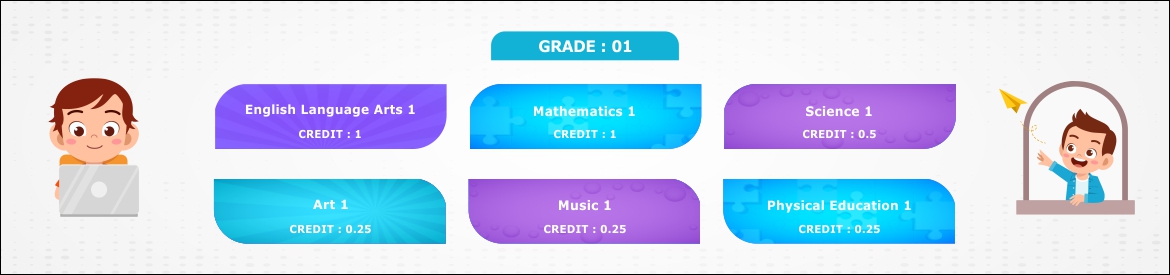 GRADE : 01
English Language Arts 1
CREDIT : 1
Mathematics 1
CREDIT : 1
Science 1
CREDIT : 0.5
Art 1
CREDIT : 0.25
Music 1
CREDIT : 0.25
Physical Education 1
CREDIT : 0.25